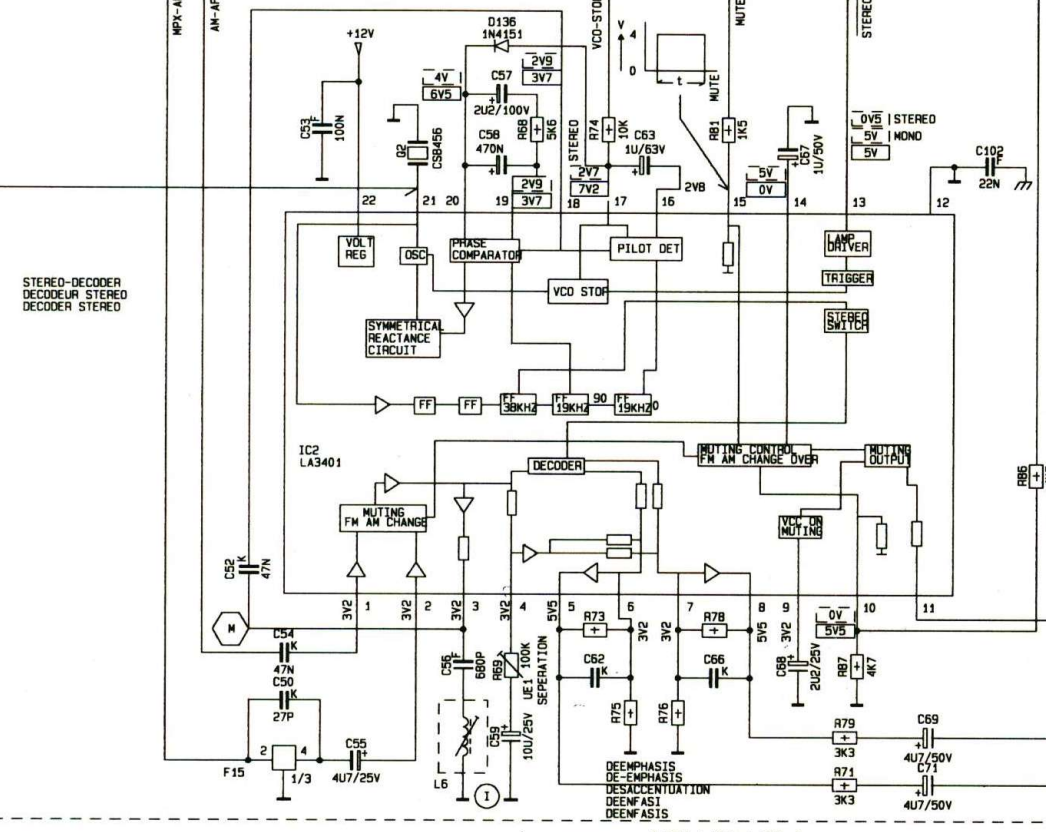 MPX-A
AM-AF
+12V
D136
1N4151
VCO-STO
V
4
0
t
MUTE
MUTE
STEREO
C53
F
100N
Q2
CSB456
4V
6V5
C57
2U2/100V
C58
470N
R68
5K6
2V9
3V7
2V9
3V7
STEREO
R74
10K
C63
1U/63V
2V7
7V2
2V8
R81
1K5
5V
0V
C67
1U/50V
0V5 | STEREO
5V | MONO
5V
C102
F
22N
22
21
20
19
18
17
16
15
14
13
12
VOLT
REG
OSC
PHASE
COMPARATOR
PILOT DET
VCO STOP
LAMP
DRIVER
TRIGGER
STEREO
SWITCH
SYMMETRICAL
REACTANCE
CIRCUIT
STEREO-DECODER
DECODEUR STEREO
DECODER STEREO
FF
FF
FF
38KHZ
FF
19KHZ
90
FF
19KHZ
0
IC2
LA3401
DECODER
MUTING CONTROL
FM AM CHANGE OVER
MUTING
OUTPUT
MUTING
FM AM CHANGE
VCC ON
MUTING
R86
C52
K
47N
3V2
1
3V2
2
3V2
3
3V2
4
5V5
5
6
3V2
7
3V2
8
5V5
9
3V2
10
11
0V
5V5
M
C54
K
47N
C50
K
27P
F15
2
4
1/3
C55
4U7/25V
C56
F
680P
L6
I
R69
100K
UE1
SEPERATION
C59
10U/25V
R73
C62
K
R75
R78
C66
K
R76
C68
2U2/25V
R87
4K7
R79
3K3
C69
4U7/50V
R71
3K3
C71
4U7/50V
DEEMPHASIS
DE-EMPHASIS
DESACCENTUATION
DEENFASI
DEENFASIS